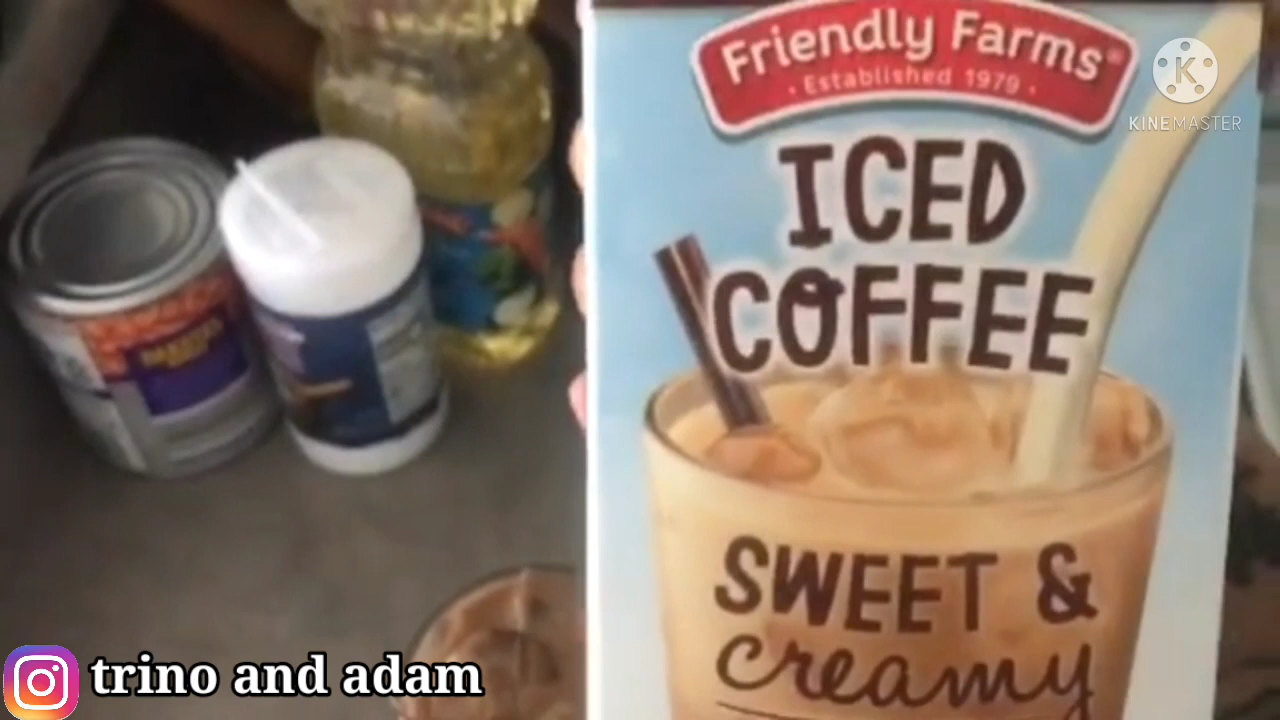 Friendly Farms®
· Established 1979 ·
ICED
COFFEE
SWEET &
creamy
K
KINEMASTER
trino and adam